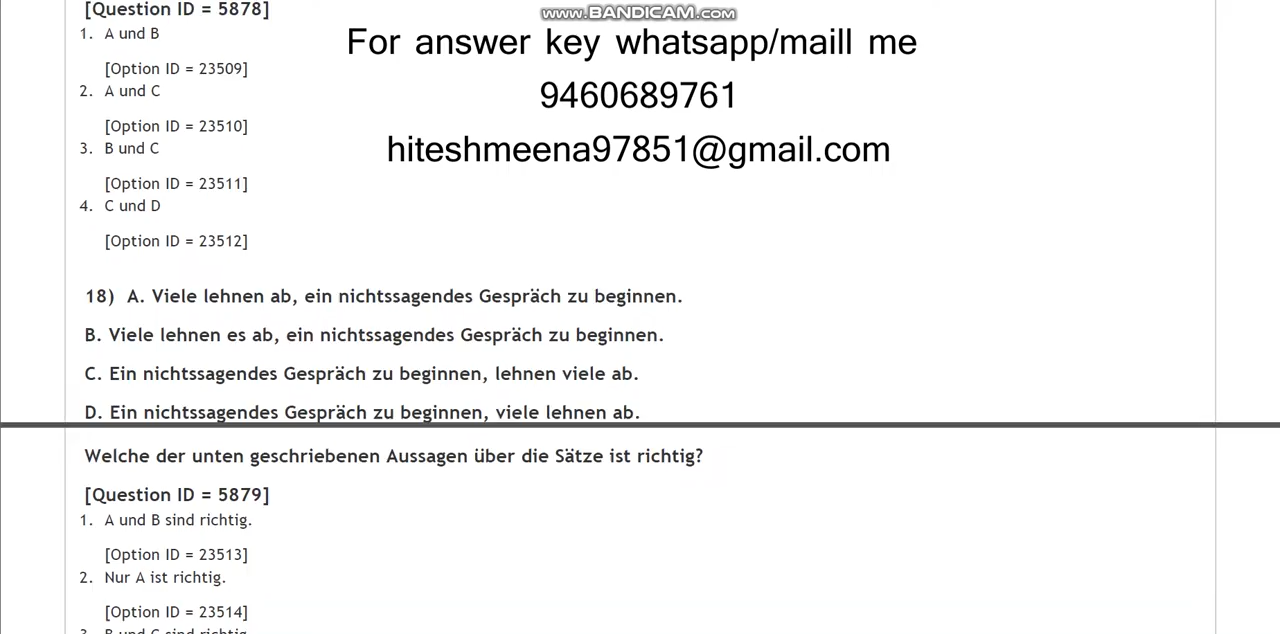 [Question ID = 5878]
www.BANDICAM.com
1. A und B
For answer key whatsapp/maill me
[Option ID = 23509]
2. A und C
9460689761
[Option ID = 23510]
3. B und C
hiteshmeena97851@gmail.com
[Option ID = 23511]
4. C und D
[Option ID = 23512]
18) A. Viele lehnen ab, ein nichtssagendes Gespräch zu beginnen.
B. Viele lehnen es ab, ein nichtssagendes Gespräch zu beginnen.
C. Ein nichtssagendes Gespräch zu beginnen, lehnen viele ab.
D. Ein nichtssagendes Gespräch zu beginnen, viele lehnen ab.
Welche der unten geschriebenen Aussagen über die Sätze ist richtig?
[Question ID = 5879]
1. A und B sind richtig.
[Option ID = 23513]
2. Nur A ist richtig.
[Option ID = 23514]
3. B und C sind richtig